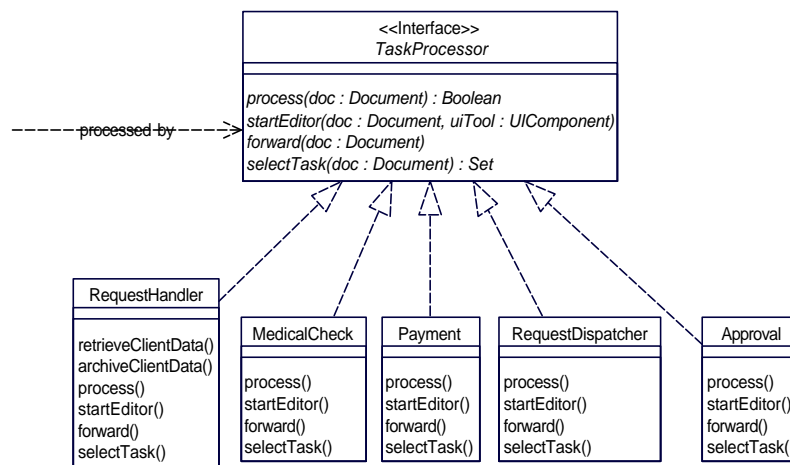 <<Interface>>
TaskProcessor
process(doc : Document) : Boolean
startEditor(doc : Document, uiTool : UIComponent)
forward(doc : Document)
selectTask(doc : Document) : Set
processed by
RequestHandler
retrieveClientData()
archiveClientData()
process()
startEditor()
forward()
selectTask()
MedicalCheck
process()
startEditor()
forward()
selectTask()
Payment
process()
startEditor()
forward()
selectTask()
RequestDispatcher
process()
startEditor()
forward()
selectTask()
Approval
process()
startEditor()
forward()
selectTask()